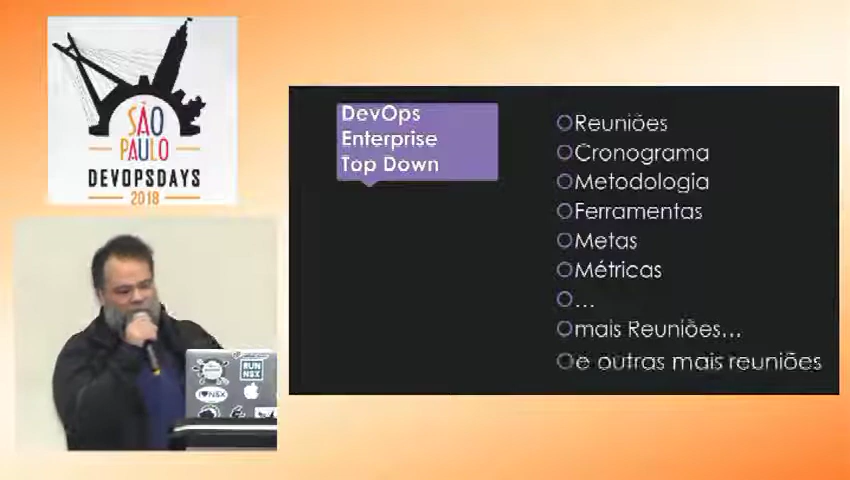 SÃO
PAULO
DEVOPSDAYS
2018
DevOps
Enterprise
Top Down
Reuniões
Cronograma
Metodologia
Ferramentas
Metas
Métricas
...
mais Reuniões...
e outras mais reuniões
RUN
NSX
I NSX